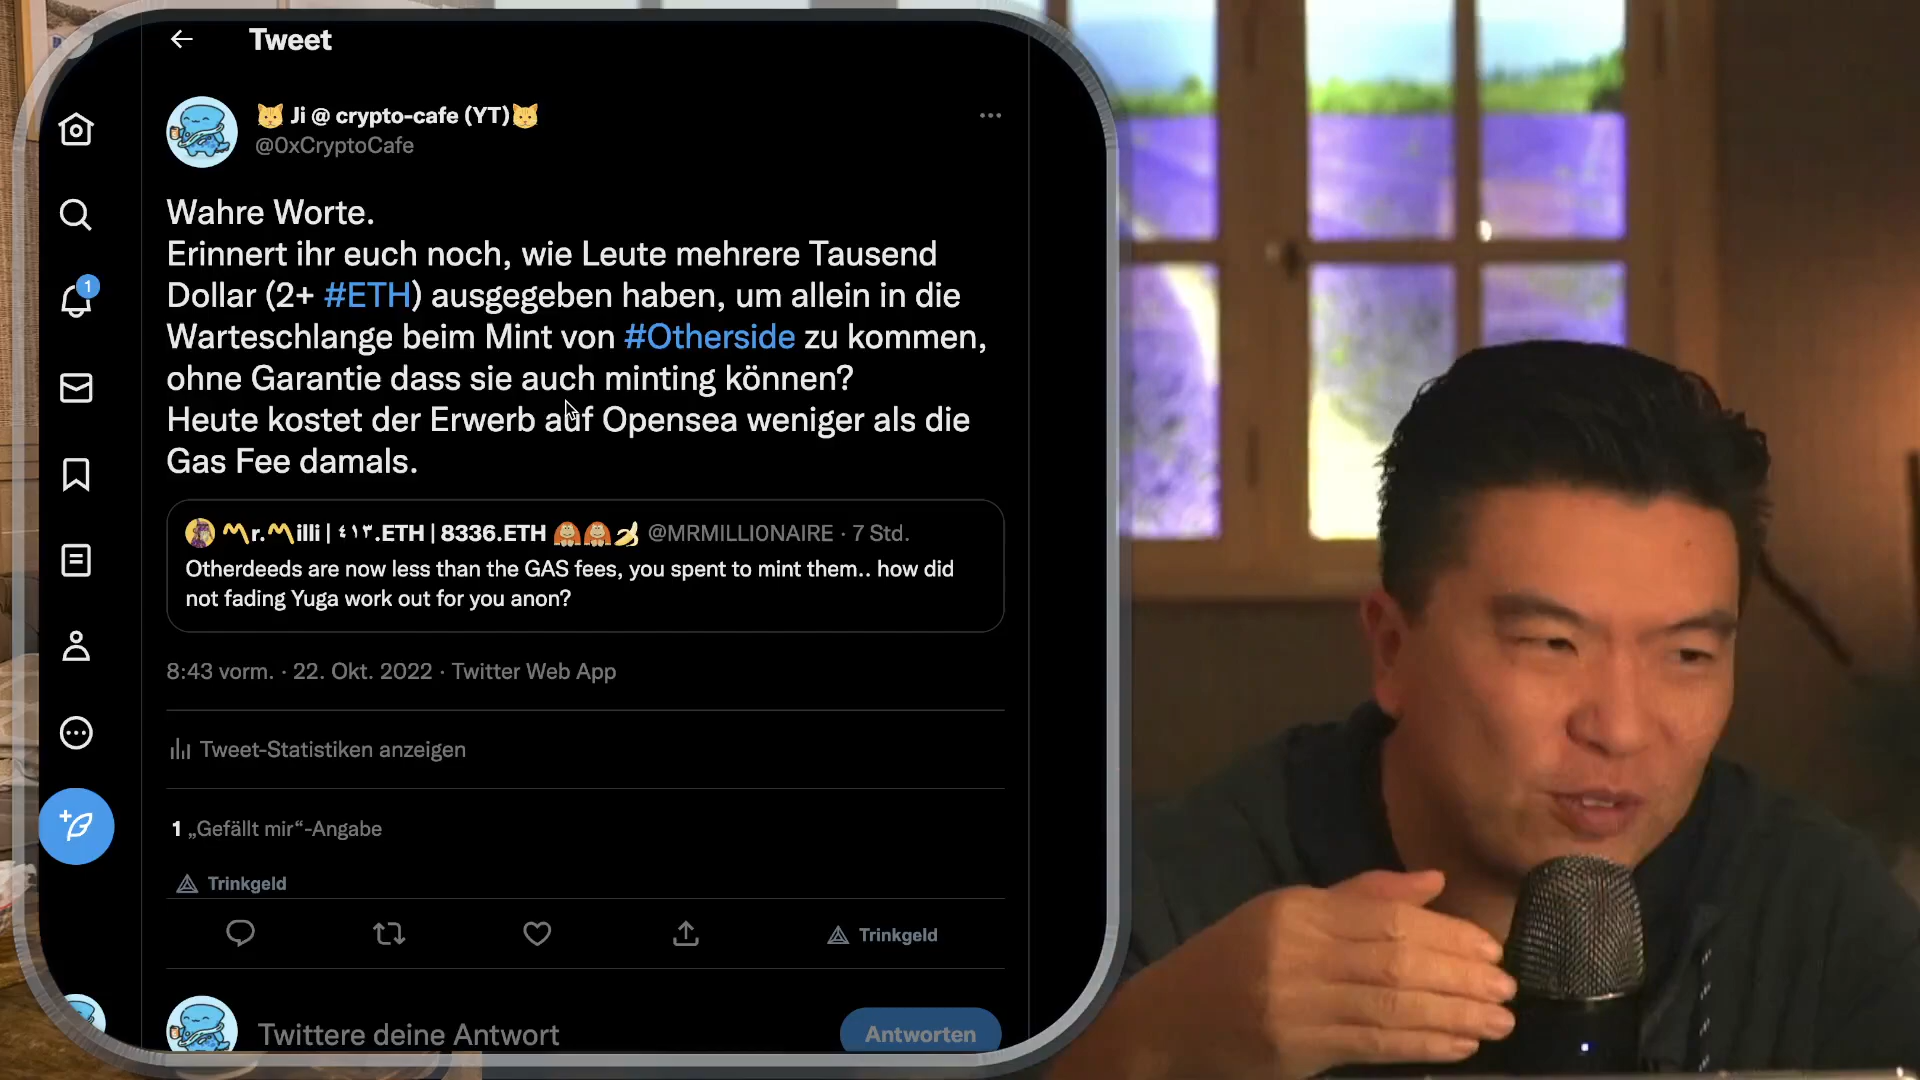 Tweet
🐱 Ji @ crypto-cafe (YT)🐱
@0xCryptoCafe
Wahre Worte.
Erinnert ihr euch noch, wie Leute mehrere Tausend
Dollar (2+ #ETH) ausgegeben haben, um allein in die
Warteschlange beim Mint von #Otherside zu kommen,
ohne Garantie dass sie auch minting können?
Heute kostet der Erwerb auf Opensea weniger als die
Gas Fee damals.
〽️r.〽️illi | ٤١٣.ETH | 8336.ETH 🦧🦧🍌 @MRMILLI0NAIRE · 7 Std.
Otherdeeds are now less than the GAS fees, you spent to mint them.. how did
not fading Yuga work out for you anon?
8:43 vorm. · 22. Okt. 2022 · Twitter Web App
Tweet-Statistiken anzeigen
1 „Gefällt mir“-Angabe
Trinkgeld
Trinkgeld
Twittere deine Antwort
Antworten
1